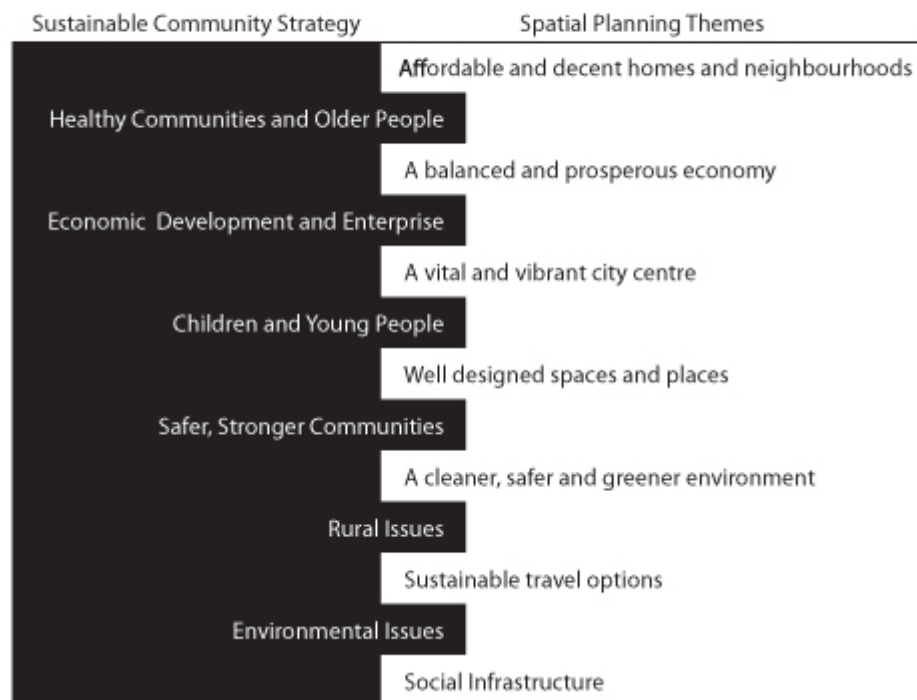 Sustainable Community Strategy
Spatial Planning Themes
Affordable and decent homes and neighbourhoods
Healthy Communities and Older People
A balanced and prosperous economy
Economic Development and Enterprise
A vital and vibrant city centre
Children and Young People
Well designed spaces and places
Safer, Stronger Communities
A cleaner, safer and greener environment
Rural Issues
Sustainable travel options
Environmental Issues
Social Infrastructure